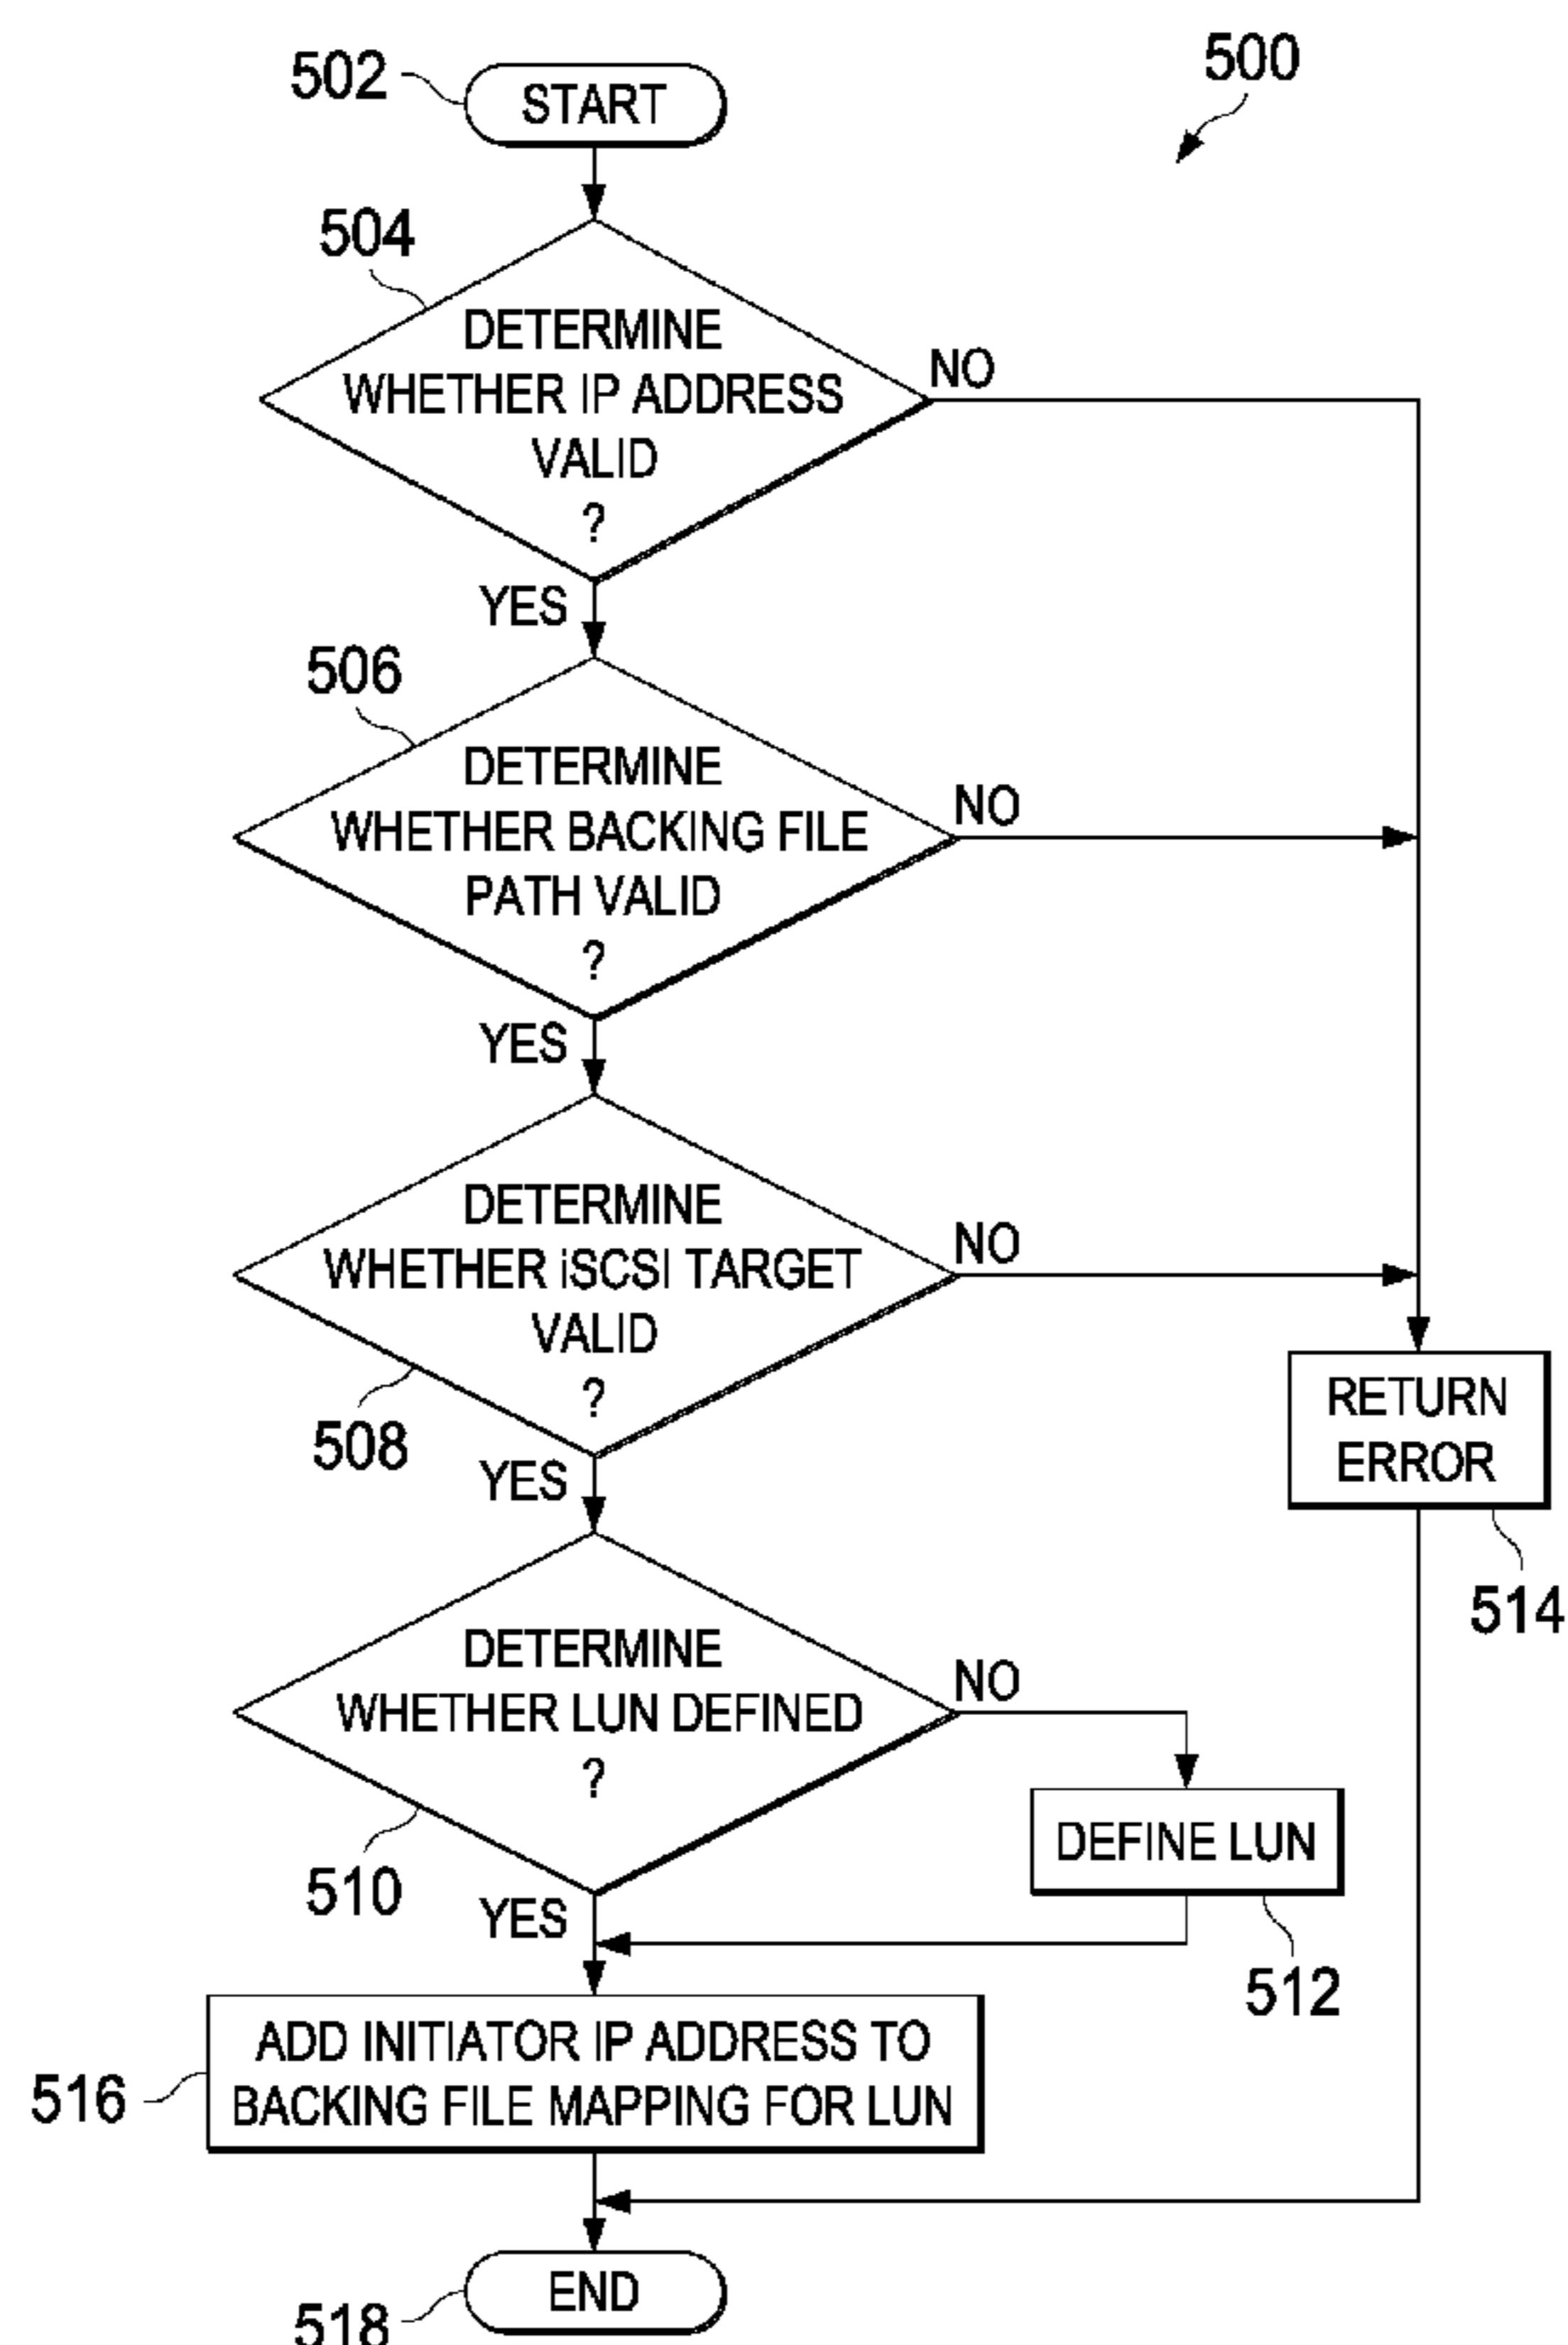 500
502
START
504
DETERMINE
WHETHER IP ADDRESS
VALID
?
NO
YES
506
DETERMINE
WHETHER BACKING FILE
PATH VALID
?
NO
YES
DETERMINE
WHETHER iSCSI TARGET
VALID
?
NO
508
YES
RETURN
ERROR
514
DETERMINE
WHETHER LUN DEFINED
?
NO
510
YES
DEFINE LUN
512
ADD INITIATOR IP ADDRESS TO
BACKING FILE MAPPING FOR LUN
516
END
518